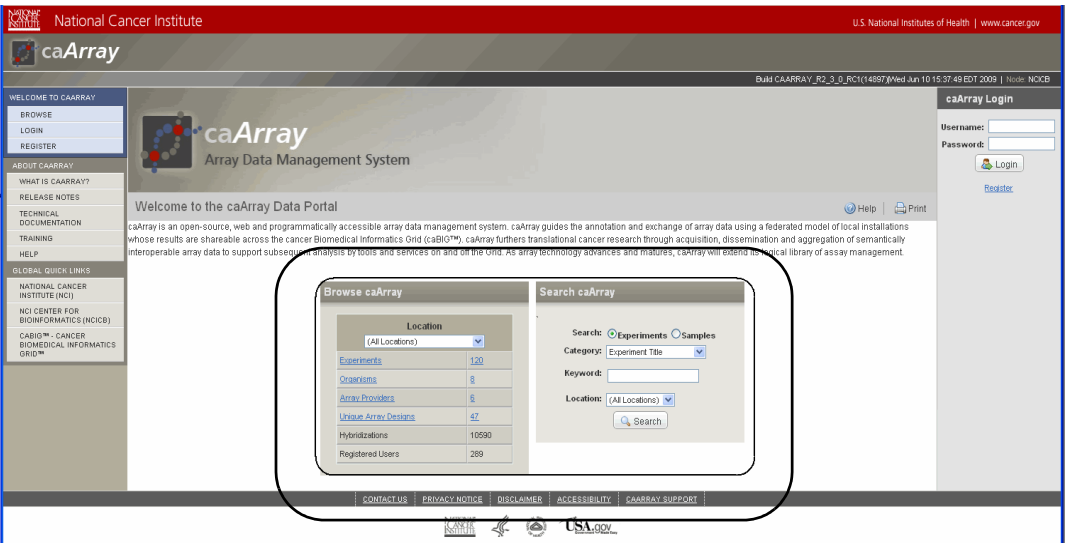 NATIONAL CANCER INSTITUTE
National Cancer Institute
U.S. National Institutes of Health | www.cancer.gov
caArray
Build CAARRAY_R2_3_0_RC1(14897)Wed Jun 10 15:37:49 EDT 2009 | Node: NCICB
WELCOME TO CAARRAY
BROWSE
LOGIN
REGISTER
ABOUT CAARRAY
WHAT IS CAARRAY?
RELEASE NOTES
TECHNICAL
DOCUMENTATION
TRAINING
HELP
GLOBAL QUICK LINKS
NATIONAL CANCER
INSTITUTE (NCI)
NCI CENTER FOR
BIOINFORMATICS (NCICB)
CABIG™ - CANCER
BIOMEDICAL INFORMATICS
GRID™
caArray
Array Data Management System
Welcome to the caArray Data Portal
Help
Print
caArray is an open-source, web and programmatically accessible array data management system. caArray guides the annotation and exchange of array data using a federated model of local installations
whose results are shareable across the cancer Biomedical Informatics Grid (caBIG™). caArray furthers translational cancer research through acquisition, dissemination and aggregation of semantically
interoperable array data to support subsequent analysis by tools and services on and off the Grid. As array technology advances and matures, caArray will extend its logical library of assay management.
Browse caArray
Location
(All Locations)
Experiments 120
Organisms 8
Array Providers 6
Unique Array Designs 47
Hybridizations 10590
Registered Users 289
Search caArray
Search: Experiments Samples
Category: Experiment Title
Keyword:
Location: (All Locations)
Search
caArray Login
Username:
Password:
Login
Register
CONTACT US PRIVACY NOTICE DISCLAIMER ACCESSIBILITY CAARRAY SUPPORT
NATIONAL CANCER INSTITUTE
USA.gov